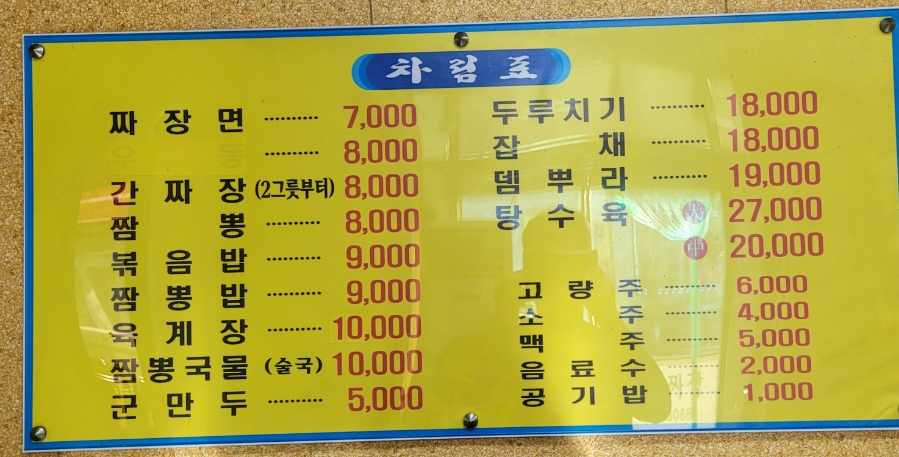 차림표
짜장면 ---------- 7,000
---------- 8,000
간짜장 (2그릇부터) 8,000
짬뽕 ---------- 8,000
볶음밥 ---------- 9,000
짬뽕밥 ---------- 9,000
육계장 ---------- 10,000
짬뽕국물 (술국) 10,000
군만두 ---------- 5,000
두루치기 ---------- 18,000
잡채 ---------- 18,000
뎀뿌라 ---------- 19,000
탕수육 大 27,000
中 20,000
고량주 ---------- 6,000
소주 ---------- 4,000
맥주 ---------- 5,000
음료수 ---------- 2,000
공기밥 ---------- 1,000